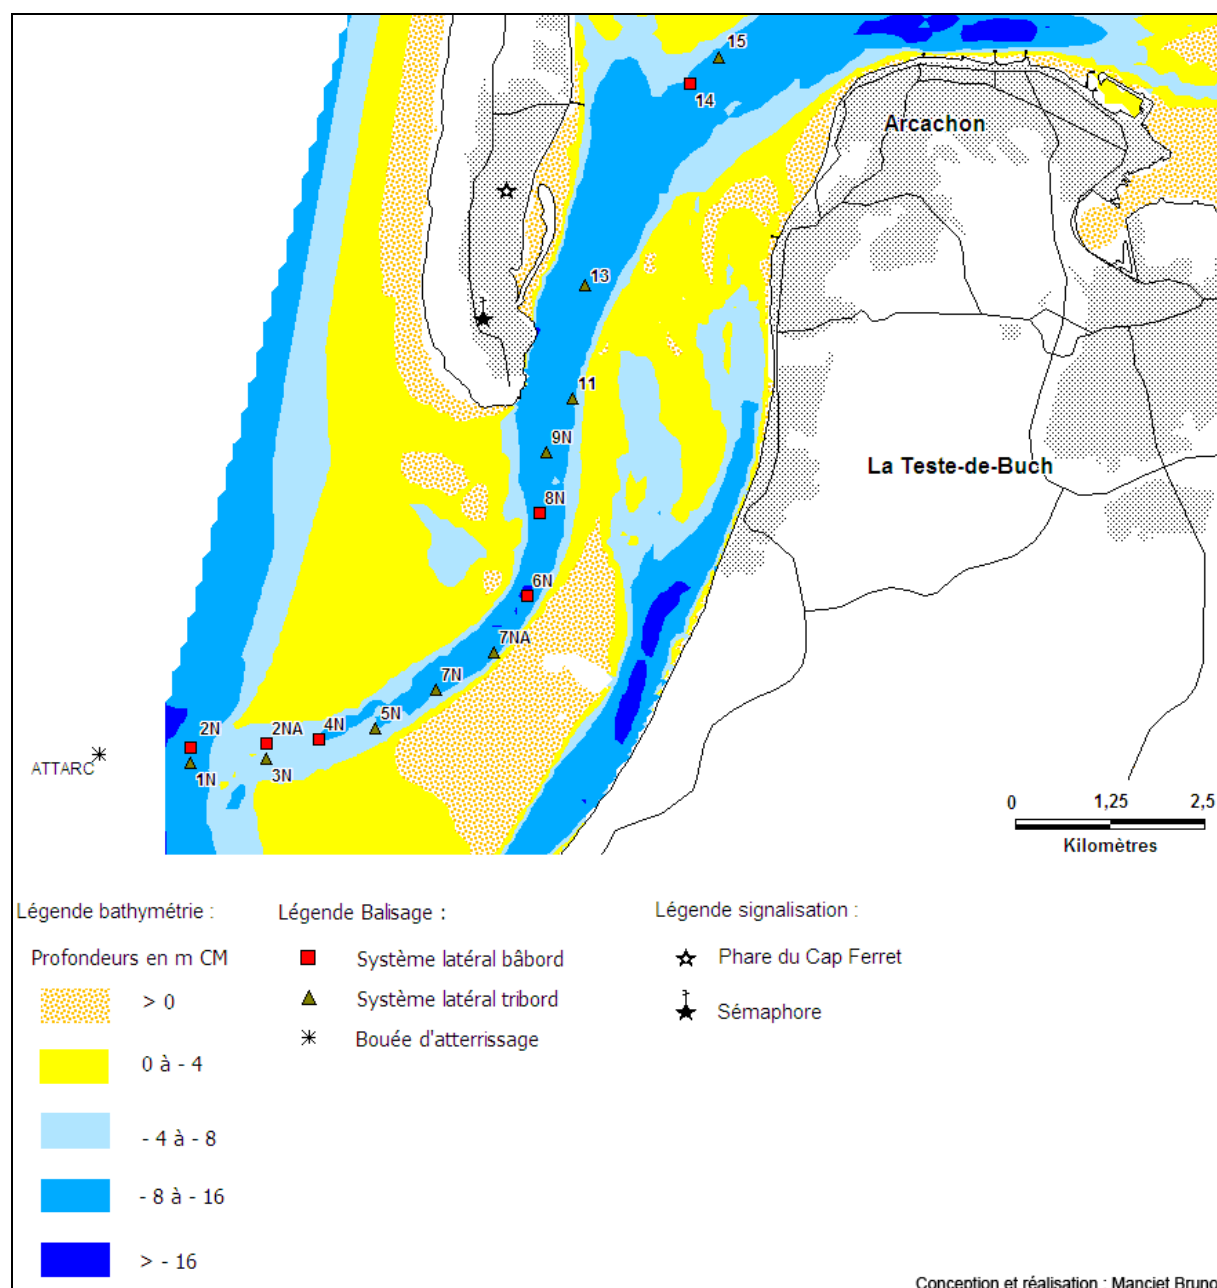 15
14
Arcachon
13
11
9N
La Teste-de-Buch
8N
6N
7NA
7N
5N
4N
2NA
2N
ATTARC
1N
3N
0 1,25 2,5
Kilomètres
Légende bathymétrie :
Profondeurs en m CM
> 0
0 à - 4
- 4 à - 8
- 8 à - 16
> - 16
Légende Balisage :
Système latéral bâbord
Système latéral tribord
Bouée d'atterrissage
Légende signalisation :
Phare du Cap Ferret
Sémaphore
Conception et réalisation : Manciet Bruno